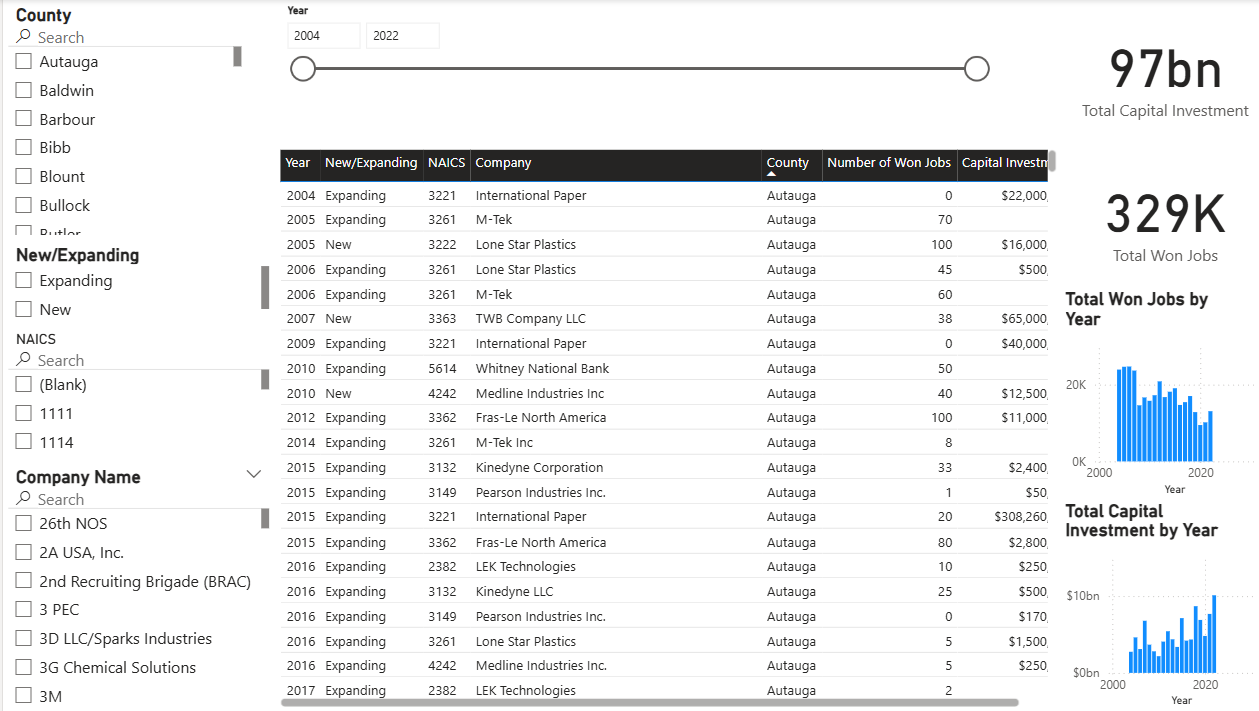 County
Search
Autauga
Baldwin
Barbour
Bibb
Blount
Bullock
Butler
New/Expanding
Expanding
New
NAICS
Search
(Blank)
1111
1114
Company Name
Search
26th NOS
2A USA, Inc.
2nd Recruiting Brigade (BRAC)
3 PEC
3D LLC/Sparks Industries
3G Chemical Solutions
3M
Year
2004 2022
Year New/Expanding NAICS Company County Number of Won Jobs Capital Investm
2004 Expanding 3221 International Paper Autauga 0 $22,000,
2005 Expanding 3261 M-Tek Autauga 70
2005 New 3222 Lone Star Plastics Autauga 100 $16,000,
2006 Expanding 3261 Lone Star Plastics Autauga 45 $500,
2006 Expanding 3261 M-Tek Autauga 60
2007 New 3363 TWB Company LLC Autauga 38 $65,000,
2009 Expanding 3221 International Paper Autauga 0 $40,000,
2010 Expanding 5614 Whitney National Bank Autauga 50
2010 New 4242 Medline Industries Inc Autauga 40 $12,500,
2012 Expanding 3362 Fras-Le North America Autauga 100 $11,000,
2014 Expanding 3261 M-Tek Inc Autauga 8
2015 Expanding 3132 Kinedyne Corporation Autauga 33 $2,400,
2015 Expanding 3149 Pearson Industries Inc. Autauga 1 $50,
2015 Expanding 3221 International Paper Autauga 20 $308,260,
2015 Expanding 3362 Fras-Le North America Autauga 80 $2,800,
2016 Expanding 2382 LEK Technologies Autauga 10 $250,
2016 Expanding 3132 Kinedyne LLC Autauga 25 $500,
2016 Expanding 3149 Pearson Industries Inc. Autauga 0 $170,
2016 Expanding 3261 Lone Star Plastics Autauga 5 $1,500,
2016 Expanding 4242 Medline Industries Inc. Autauga 5 $250,
2017 Expanding 2382 LEK Technologies Autauga 2
97bn
Total Capital Investment
329K
Total Won Jobs
Total Won Jobs by
Year
20K
0K
2000 2020
Year
Total Capital
Investment by Year
$10bn
$0bn
2000 2020
Year